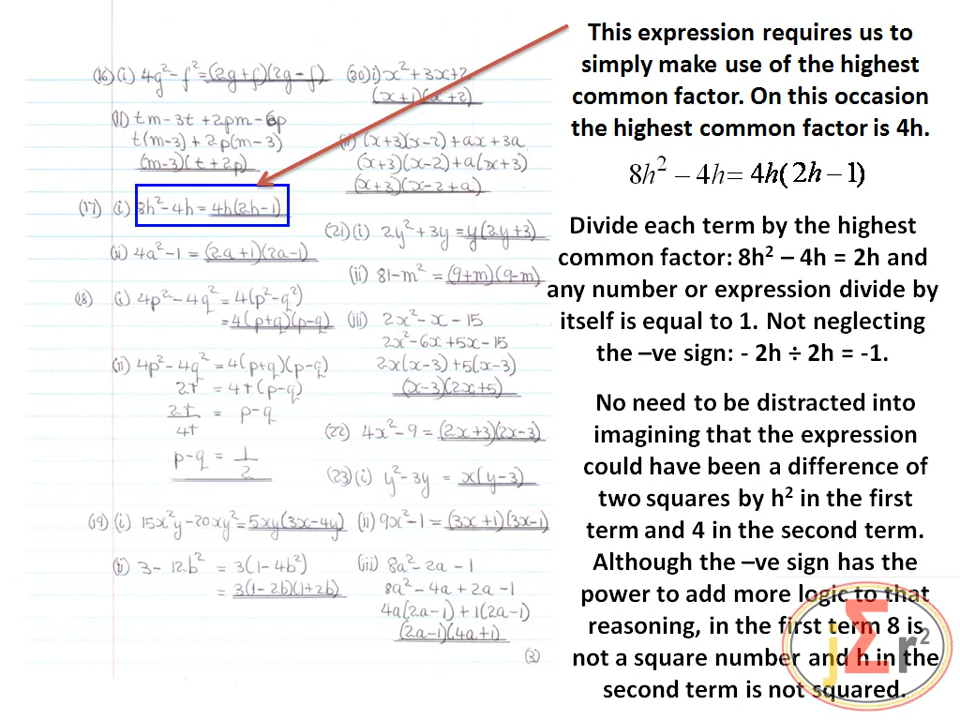 (16) (i) 4g² – f² = (2g + f)(2g – f)
(ii) tm – 3t + 2pm – 6p
t(m – 3) + 2p(m – 3)
(m – 3)(t + 2p)
(17) (i) 8h² – 4h = 4h(2h – 1)
(ii) 4a² – 1 = (2a + 1)(2a – 1)
(18) (i) 4p² – 4q² = 4(p² – q²)
= 4(p + q)(p – q)
(ii) 4p² – 4q² = 4(p + q)(p – q)
2t = 4t(p – q)
2t/4t = p – q
p – q = 1/2
(19) (i) 15x²y – 20xy² = 5xy(3x – 4y)
(ii) 3 – 12b² = 3(1 – 4b²)
= 3(1 – 2b)(1 + 2b)
(20) i) x² + 3x + 2
(x + 1)(x + 2)
(ii) (x + 3)(x – 2) + ax + 3a
(x + 3)(x – 2) + a(x + 3)
(x + 3)(x – 2 + a)
(21) (i) 2y² + 3y = y(2y + 3)
(ii) 81 – m² = (9 + m)(9 – m)
(iii) 2x² – x – 15
2x² – 6x + 5x – 15
2x(x – 3) + 5(x – 3)
(x – 3)(2x + 5)
(22) 4x² – 9 = (2x + 3)(2x – 3)
(23) (i) y² – 3y = x(y – 3)
(ii) 9x² – 1 = (3x + 1)(3x – 1)
(iii) 8a² – 2a – 1
8a² – 4a + 2a – 1
4a(2a – 1) + 1(2a – 1)
(2a – 1)(4a + 1)
(3)
This expression requires us to
simply make use of the highest
common factor. On this occasion
the highest common factor is 4h.
8h² – 4h = 4h(2h – 1)
Divide each term by the highest
common factor: 8h² – 4h = 2h and
any number or expression divide by
itself is equal to 1. Not neglecting
the –ve sign: - 2h ÷ 2h = -1.
No need to be distracted into
imagining that the expression
could have been a difference of
two squares by h² in the first
term and 4 in the second term.
Although the –ve sign has the
power to add more logic to that
reasoning, in the first term 8 is
not a square number and h in the
second term is not squared.
jΣr²